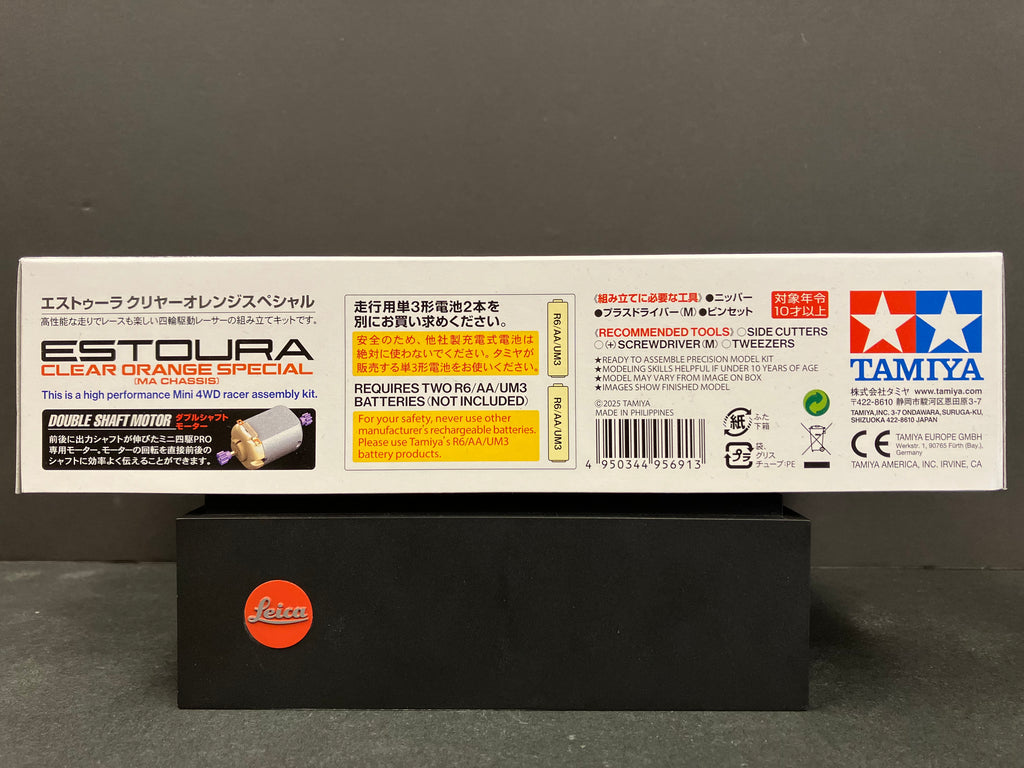 エストゥーラ クリヤーオレンジスペシャル
高性能な走りでレースも楽しい四輪駆動レーサーの組み立てキットです。
ESTOURA
CLEAR ORANGE SPECIAL
(MA CHASSIS)
This is a high performance Mini 4WD racer assembly kit.
DOUBLE SHAFT MOTOR ダブルシャフト
モーター
前後に出力シャフトが伸びたミニ四駆PRO
専用モーター。モーターの回転を直接前後の
シャフトに効率よく伝えることができます。
走行用単3形電池2本を
別にお買い求めください。
安全のため、他社製充電式電池は
絶対に使わないでください。タミヤが
販売する単3形電池をお使いください。
R6/AA/UM3
REQUIRES TWO R6/AA/UM3
BATTERIES (NOT INCLUDED)
For your safety, never use other
manufacturer's rechargeable batteries.
Please use Tamiya's R6/AA/UM3
battery products.
R6/AA/UM3
《組み立てに必要な工具》●ニッパー
●プラスドライバー(M) ●ピンセット
対象年令
10才以上
《RECOMMENDED TOOLS》○SIDE CUTTERS
○(+)SCREWDRIVER(M) ○TWEEZERS
★READY TO ASSEMBLE PRECISION MODEL KIT
★MODELING SKILLS HELPFUL IF UNDER 10 YEARS OF AGE
★MODEL MAY VARY FROM IMAGE ON BOX
★IMAGES SHOW FINISHED MODEL
©2025 TAMIYA
MADE IN PHILIPPINES
4 950344 956913
紙
ふた
下箱
プラ
袋、
グリス
チューブ:PE
TAMIYA
株式会社タミヤ www.tamiya.com
〒422-8610 静岡市駿河区恩田原3-7
TAMIYA, INC. 3-7 ONDAWARA, SURUGA-KU,
SHIZUOKA 422-8610 JAPAN
CE
TAMIYA EUROPE GMBH
Werkstr. 1, 90765 Fürth (Bay.),
Germany
TAMIYA AMERICA, INC. IRVINE, CA
Leica